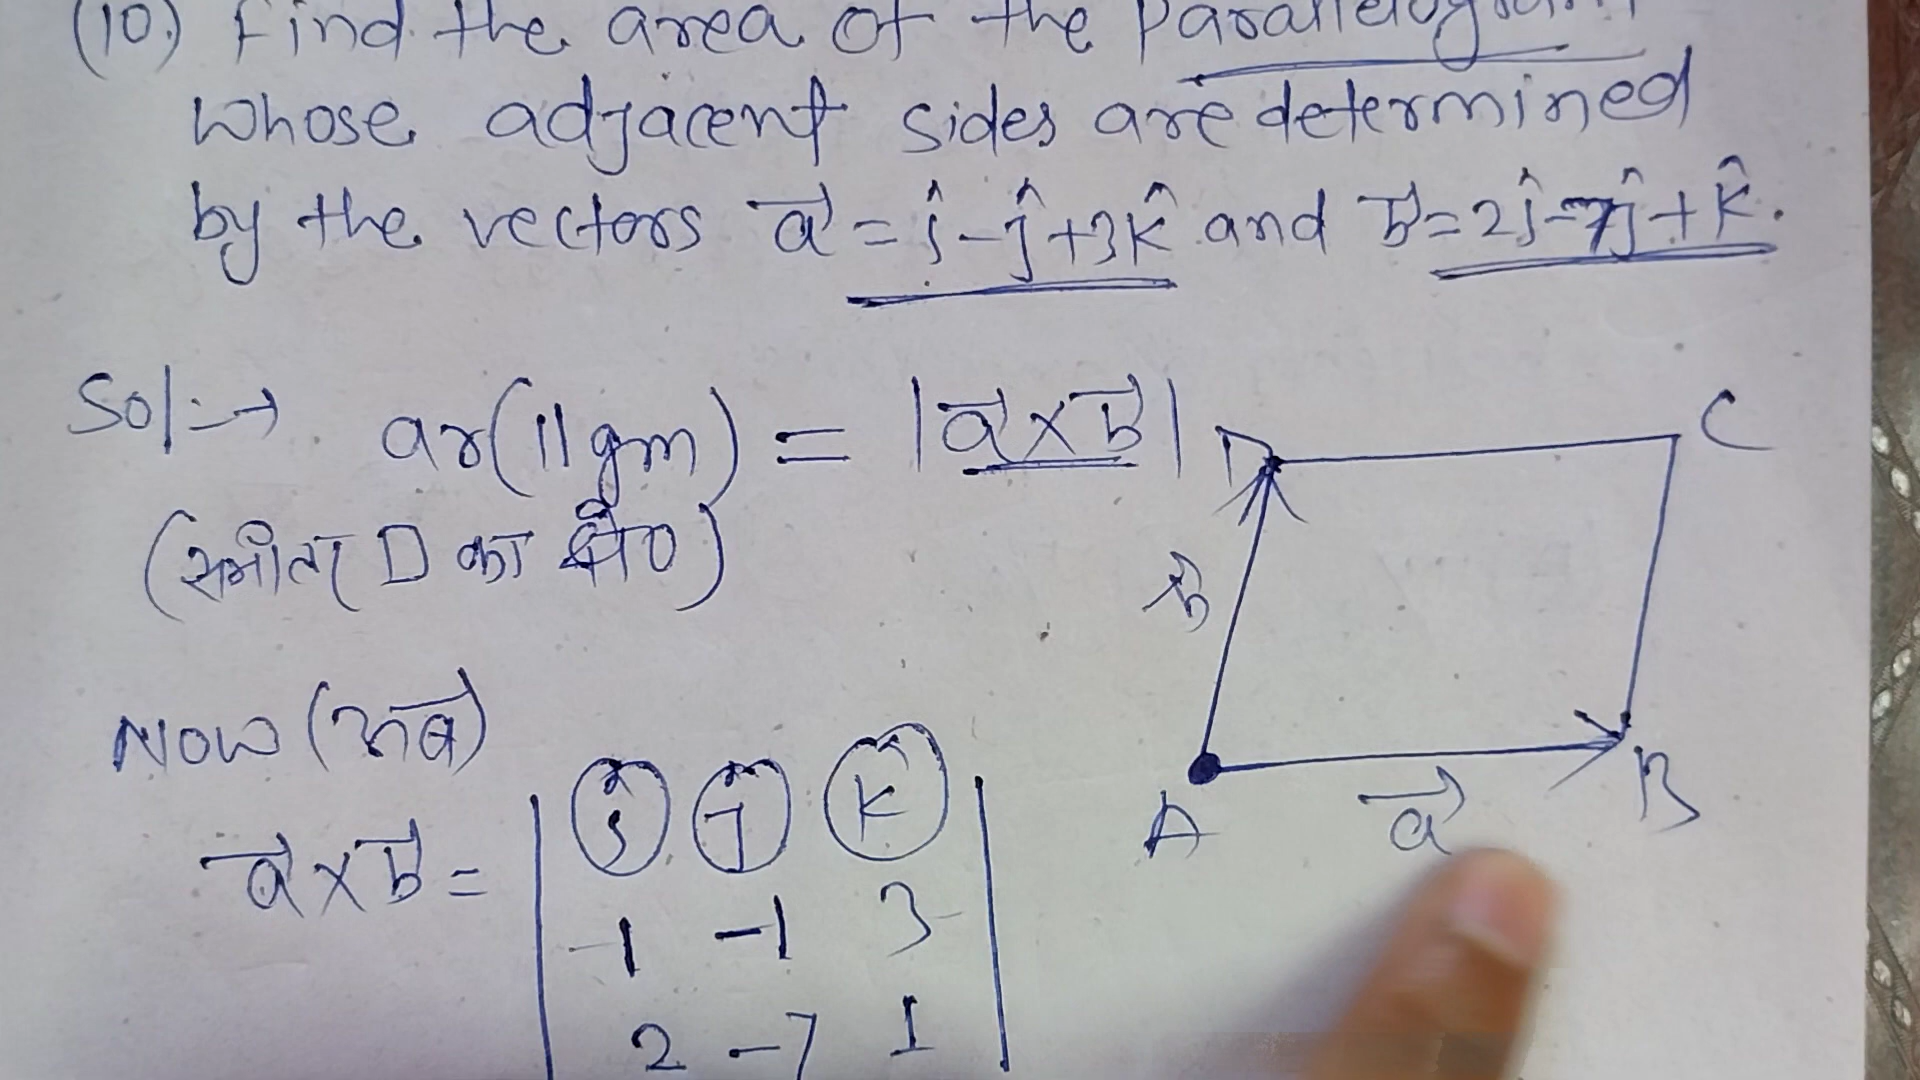 (10.) Find the area of the Parallelogram
whose adjacent sides are determined
by the vectors a⃗ = î - ĵ + 3k̂ and b⃗ = 2î - 7ĵ + k̂.
Sol:→ ar(||gm) = |a⃗ × b⃗|
(समांतर D का क्षे०)
D C
b⃗
A B
a⃗
Now (अब)
a⃗ × b⃗ = | î ĵ k̂ |
1 -1 3
2 -7 1